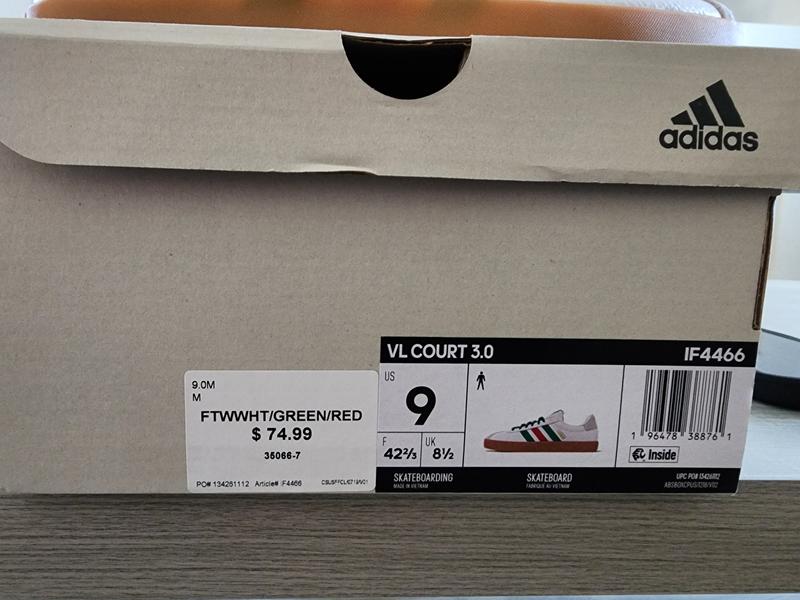 adidas
VL COURT 3.0
IF4466
9.0M
M
FTWWHT/GREEN/RED
$ 74.99
35066-7
PO# 134261112 Article# IF4466
US
9
F
42⅔
UK
8½
1 96478 38876 1
Inside
SKATEBOARDING
MADE IN VIETNAM
SKATEBOARD
FABRIQUÉ AU VIETNAM